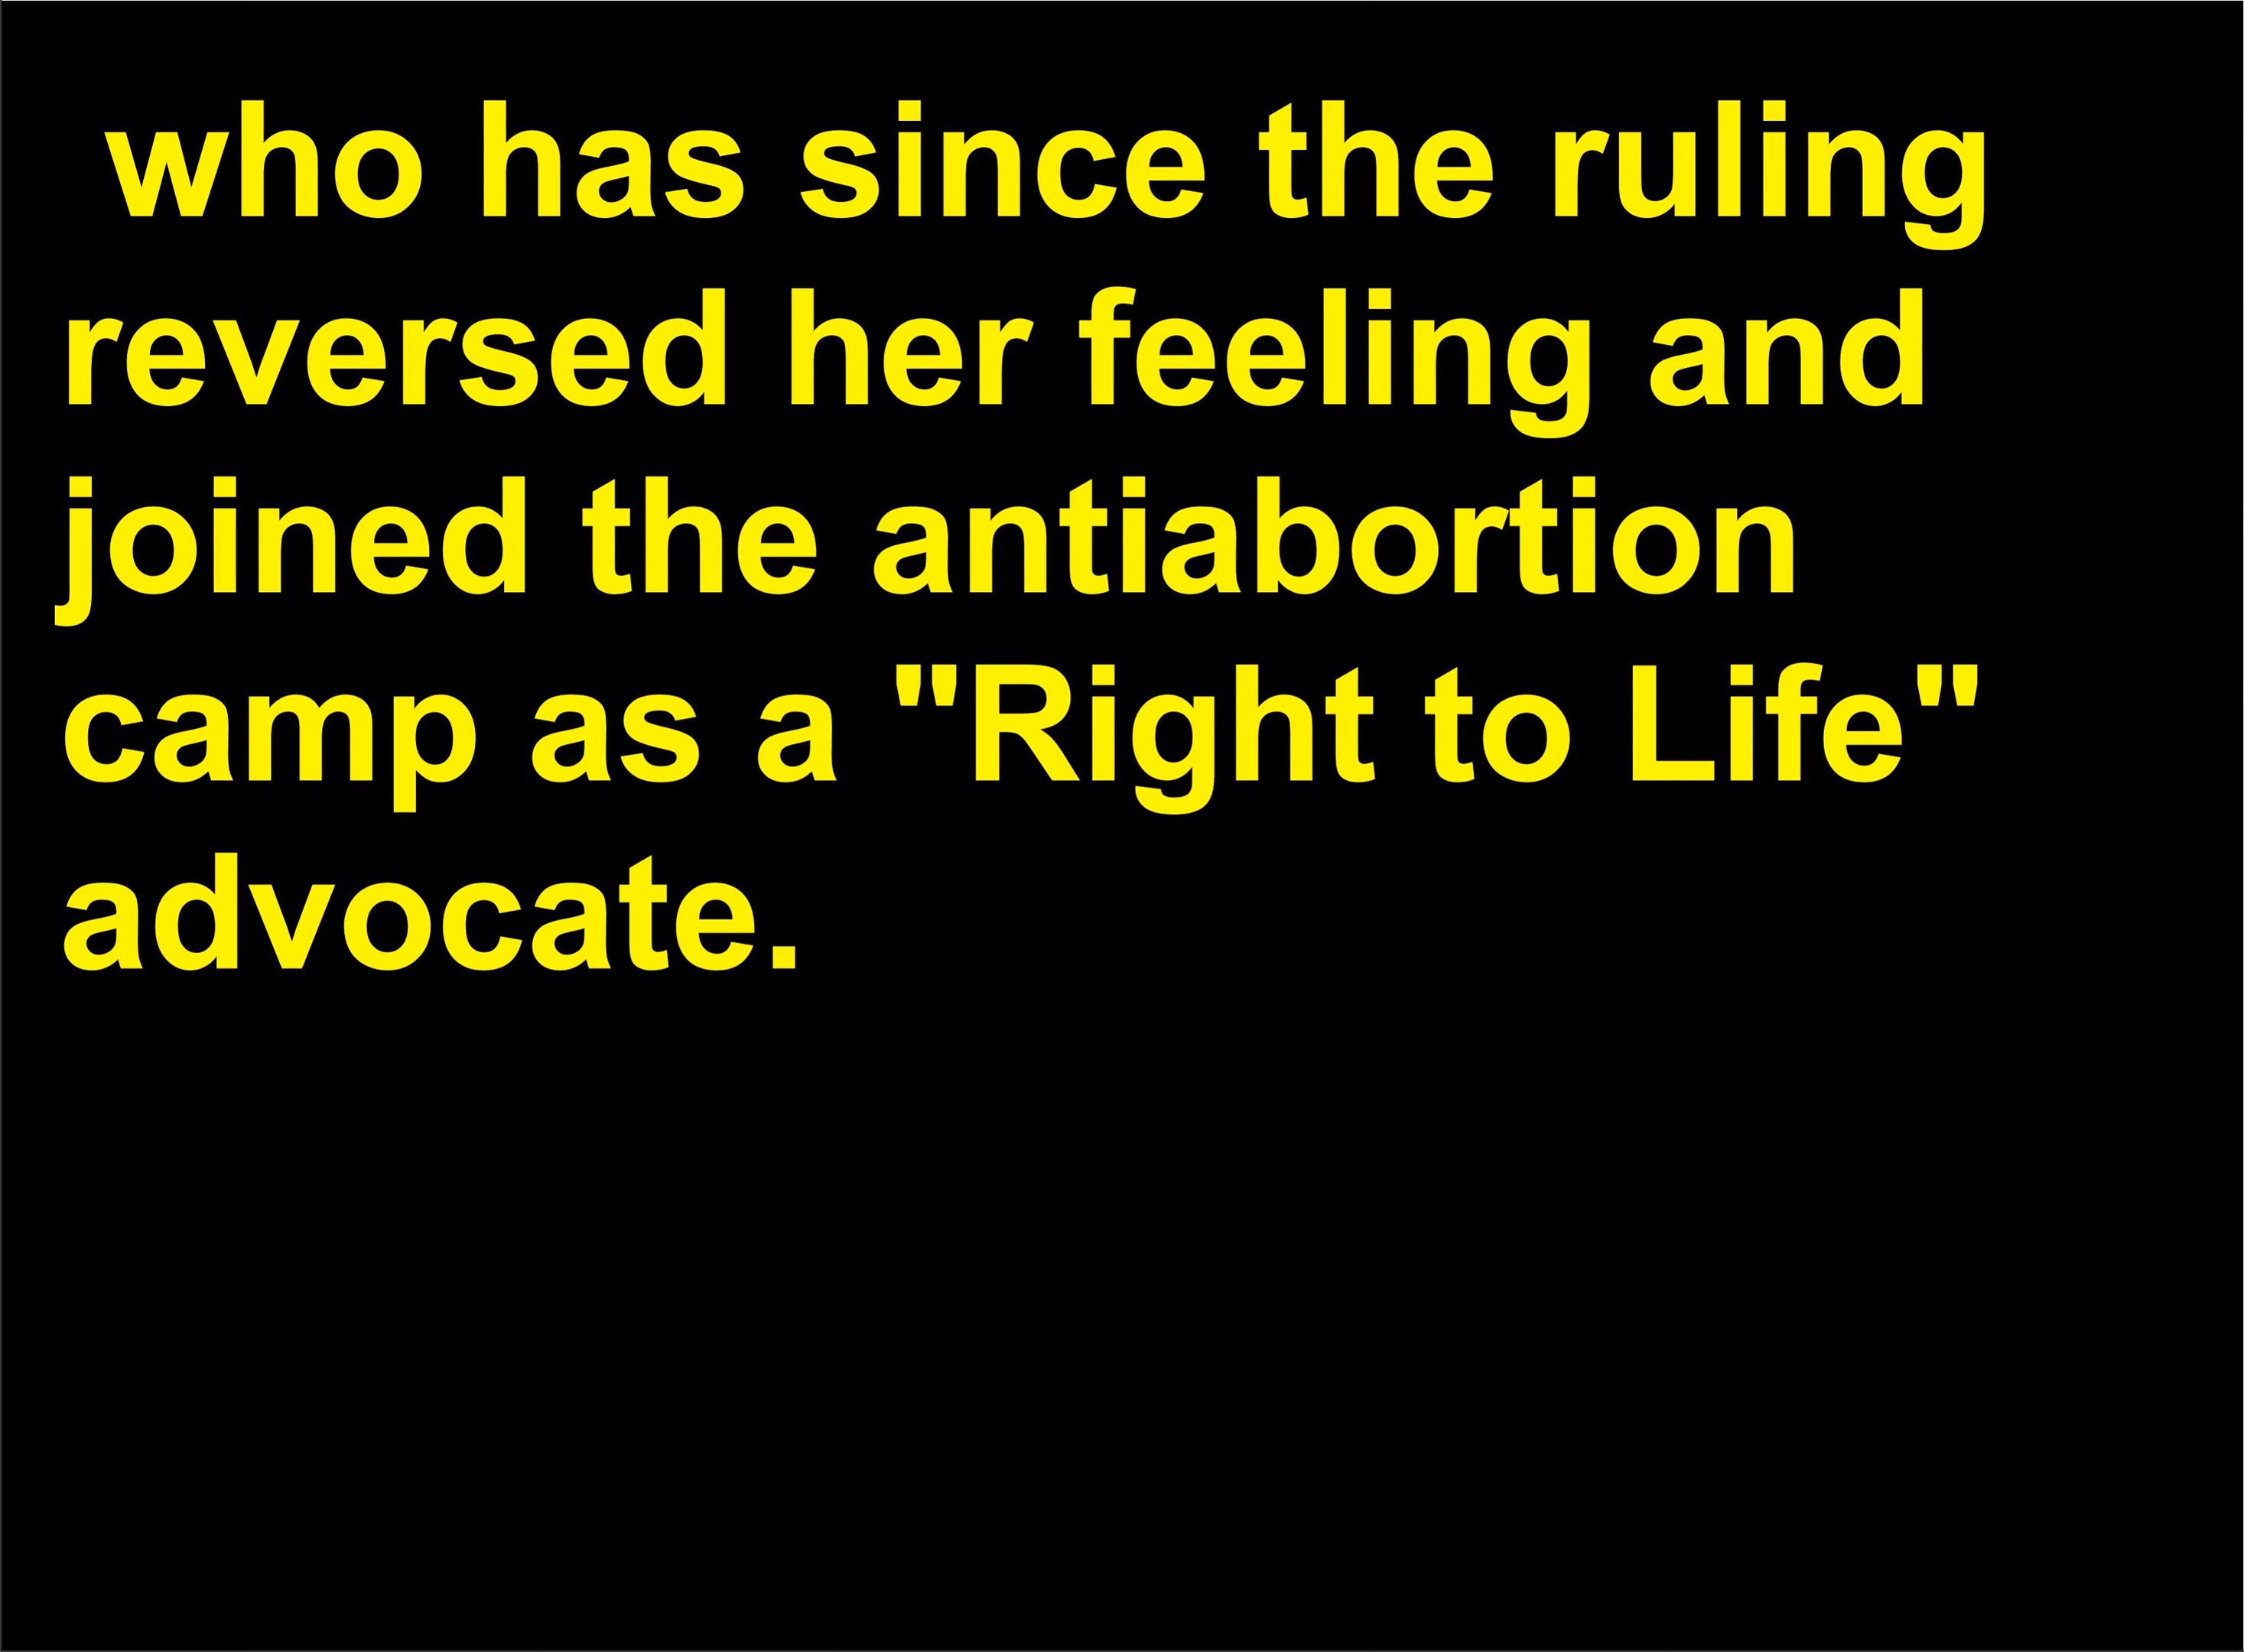 who has since the ruling
reversed her feeling and
joined the antiabortion
camp as a "Right to Life"
advocate.